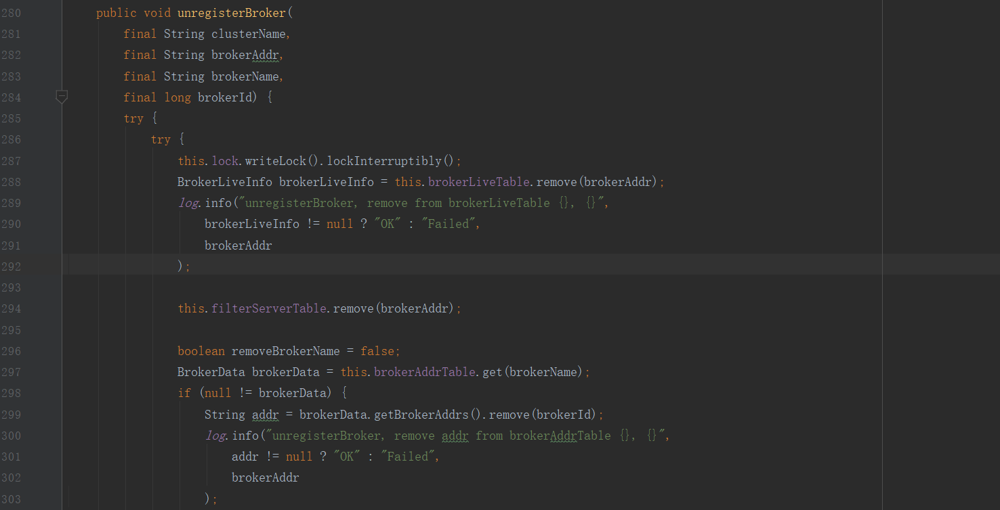 280 public void unregisterBroker(
281 final String clusterName,
282 final String brokerAddr,
283 final String brokerName,
284 final long brokerId) {
285 try {
286 try {
287 this.lock.writeLock().lockInterruptibly();
288 BrokerLiveInfo brokerLiveInfo = this.brokerLiveTable.remove(brokerAddr);
289 log.info("unregisterBroker, remove from brokerLiveTable {}, {}",
290 brokerLiveInfo != null ? "OK" : "Failed",
291 brokerAddr
292 );
293
294 this.filterServerTable.remove(brokerAddr);
295
296 boolean removeBrokerName = false;
297 BrokerData brokerData = this.brokerAddrTable.get(brokerName);
298 if (null != brokerData) {
299 String addr = brokerData.getBrokerAddrs().remove(brokerId);
300 log.info("unregisterBroker, remove addr from brokerAddrTable {}, {}",
301 addr != null ? "OK" : "Failed",
302 brokerAddr
303 );